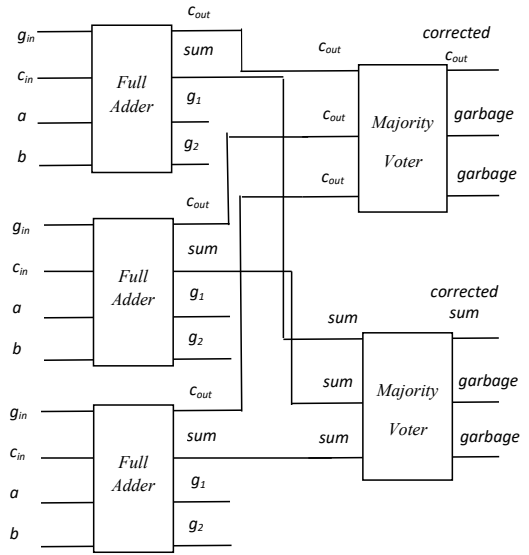 c_out
corrected
g_in
sum
c_out
c_out
c_in
Full
Adder
g_1
c_out
Majority
Voter
garbage
a
g_2
b
c_out
c_out
garbage
g_in
sum
c_in
Full
Adder
g_1
corrected
sum
a
sum
g_2
b
c_out
sum
Majority
Voter
garbage
g_in
sum
sum
garbage
c_in
Full
Adder
g_1
a
g_2
b